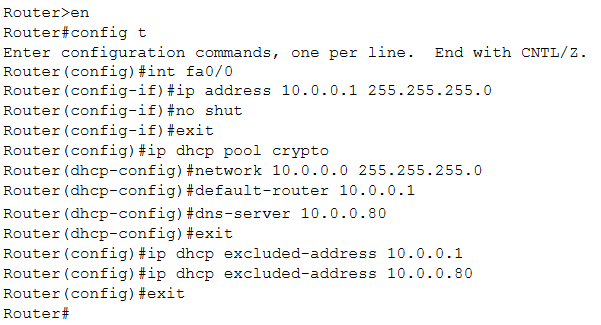 Router>en
Router#config t
Enter configuration commands, one per line.  End with CNTL/Z.
Router(config)#int fa0/0
Router(config-if)#ip address 10.0.0.1 255.255.255.0
Router(config-if)#no shut
Router(config-if)#exit
Router(config)#ip dhcp pool crypto
Router(dhcp-config)#network 10.0.0.0 255.255.255.0
Router(dhcp-config)#default-router 10.0.0.1
Router(dhcp-config)#dns-server 10.0.0.80
Router(dhcp-config)#exit
Router(config)#ip dhcp excluded-address 10.0.0.1
Router(config)#ip dhcp excluded-address 10.0.0.80
Router(config)#exit
Router#